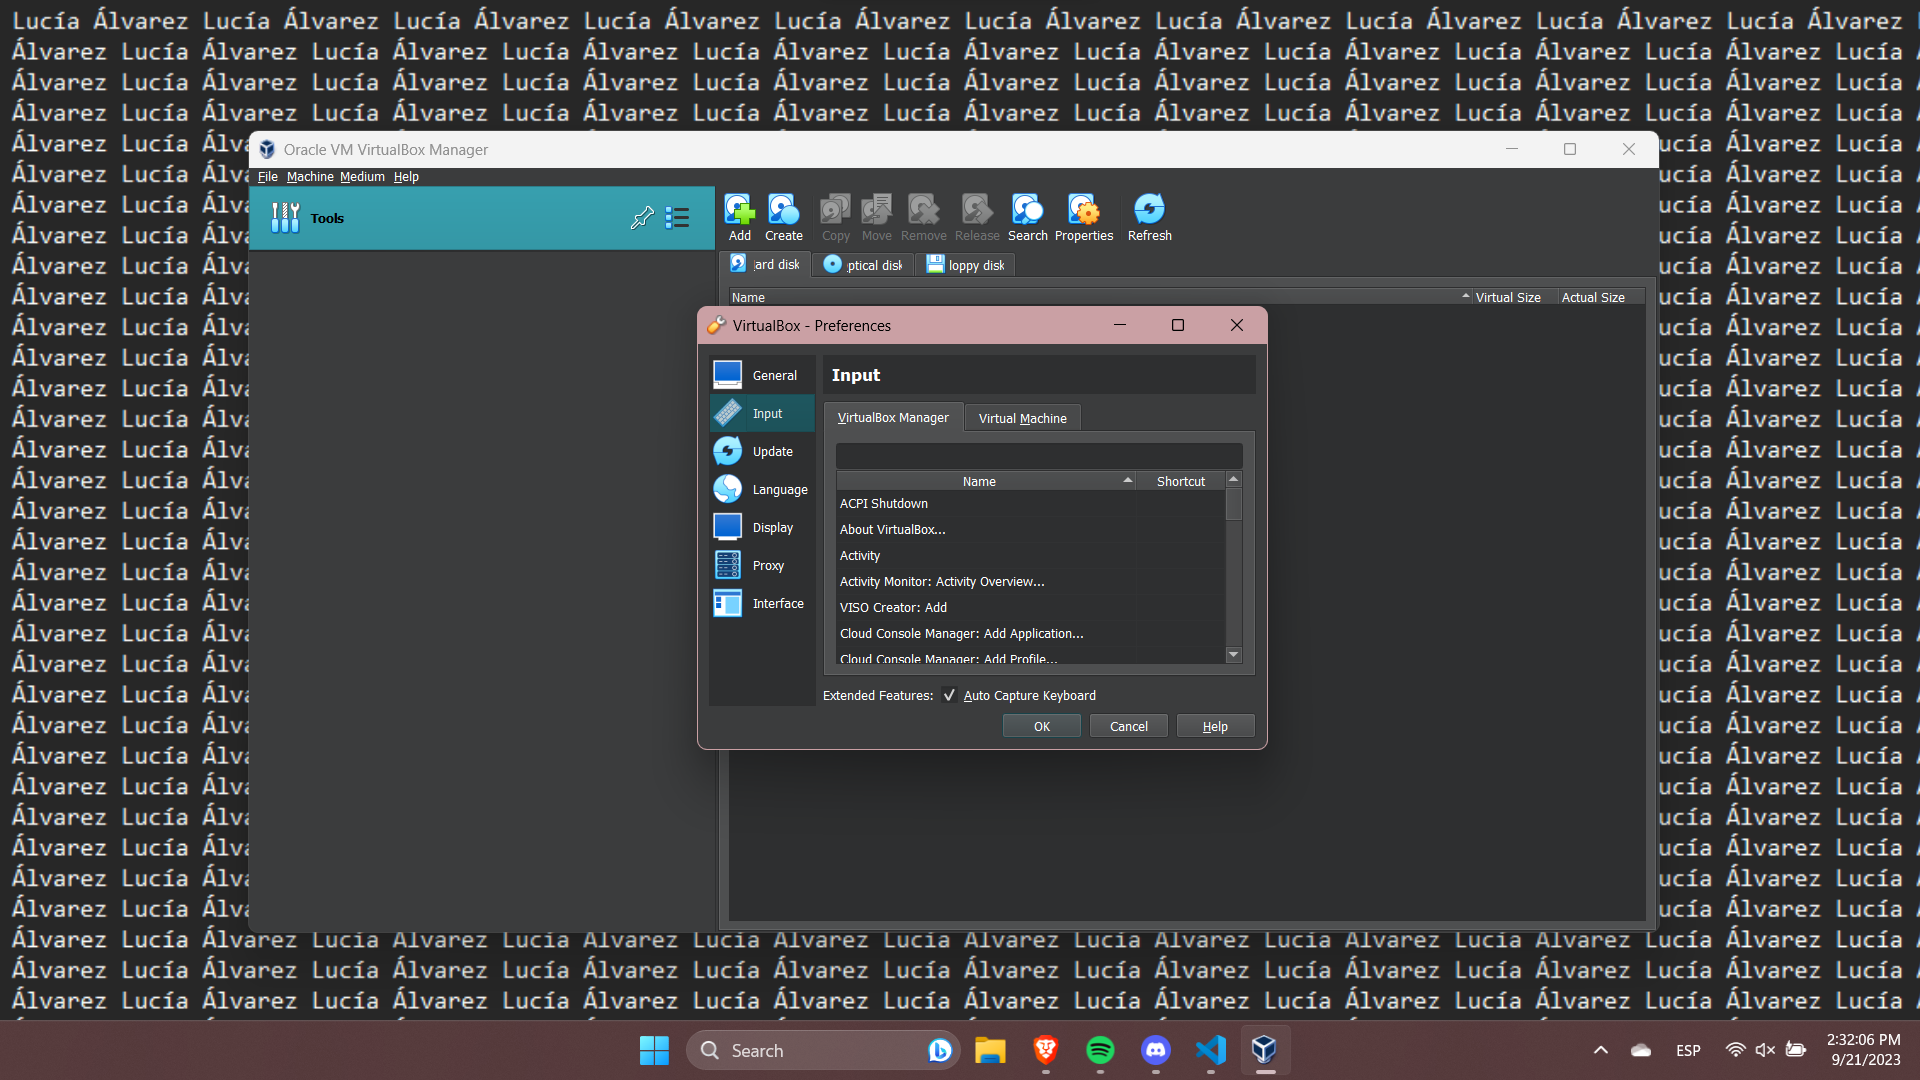 Lucía Álvarez Lucía Álvarez Lucía Álvarez Lucía Álvarez Lucía Álvarez Lucía Álvarez Lucía Álvarez Lucía Álvarez Lucía Álvarez Lucía Álvarez
Álvarez Lucía Álvarez Lucía Álvarez Lucía Álvarez Lucía Álvarez Lucía Álvarez Lucía Álvarez Lucía Álvarez Lucía Álvarez Lucía Álvarez Lucía
Álvarez Lucía Álvarez Lucía Álvarez Lucía Álvarez Lucía Álvarez Lucía Álvarez Lucía Álvarez Lucía Álvarez Lucía Álvarez Lucía Álvarez Lucía
Álvarez Lucía Álvarez Lucía Álvarez Lucía Álvarez Lucía Álvarez Lucía Álvarez Lucía Álvarez Lucía Álvarez Lucía Álvarez Lucía Álvarez Lucía
Oracle VM VirtualBox Manager
File Machine Medium Help
Tools
Add Create Copy Move Remove Release Search Properties Refresh
ard disk ptical disk loppy disk
Name Virtual Size Actual Size
VirtualBox - Preferences
General
Input
Update
Language
Display
Proxy
Interface
Input
VirtualBox Manager Virtual Machine
Name Shortcut
ACPI Shutdown
About VirtualBox...
Activity
Activity Monitor: Activity Overview...
VISO Creator: Add
Cloud Console Manager: Add Application...
Cloud Console Manager: Add Profile...
Extended Features: Auto Capture Keyboard
OK Cancel Help
Álvarez Lucía Álvarez Lucía Álvarez Lucía Álvarez Lucía Álvarez Lucía Álvarez Lucía Álvarez Lucía Álvarez Lucía Álvarez Lucía Álvarez Lucía
Álvarez Lucía Álvarez Lucía Álvarez Lucía Álvarez Lucía Álvarez Lucía Álvarez Lucía Álvarez Lucía Álvarez Lucía Álvarez Lucía Álvarez Lucía
Álvarez Lucía Álvarez Lucía Álvarez Lucía Álvarez Lucía Álvarez Lucía Álvarez Lucía Álvarez Lucía Álvarez Lucía Álvarez Lucía Álvarez Lucía
Search
ESP
2:32:06 PM
9/21/2023